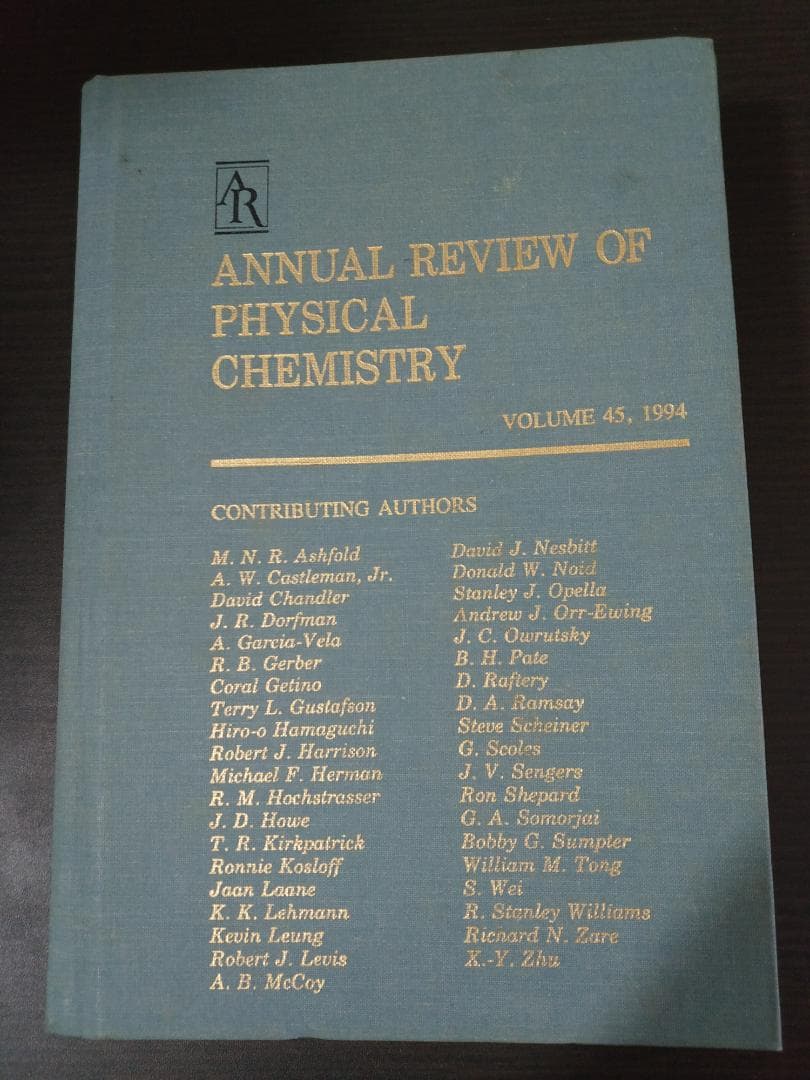 AR
ANNUAL REVIEW OF
PHYSICAL
CHEMISTRY
VOLUME 45, 1994
CONTRIBUTING AUTHORS
M. N. R. Ashfold
A. W. Castleman, Jr.
David Chandler
J. R. Dorfman
A. Garcia-Vela
R. B. Gerber
Coral Getino
Terry L. Gustafson
Hiro-o Hamaguchi
Robert J. Harrison
Michael F. Herman
R. M. Hochstrasser
J. D. Howe
T. R. Kirkpatrick
Ronnie Kosloff
Jaan Laane
K. K. Lehmann
Kevin Leung
Robert J. Levis
A. B. McCoy
David J. Nesbitt
Donald W. Noid
Stanley J. Opella
Andrew J. Orr-Ewing
J. C. Owrutsky
B. H. Pate
D. Raftery
D. A. Ramsay
Steve Scheiner
G. Scoles
J. V. Sengers
Ron Shepard
G. A. Somorjai
Bobby G. Sumpter
William M. Tong
S. Wei
R. Stanley Williams
Richard N. Zare
X.-Y. Zhu